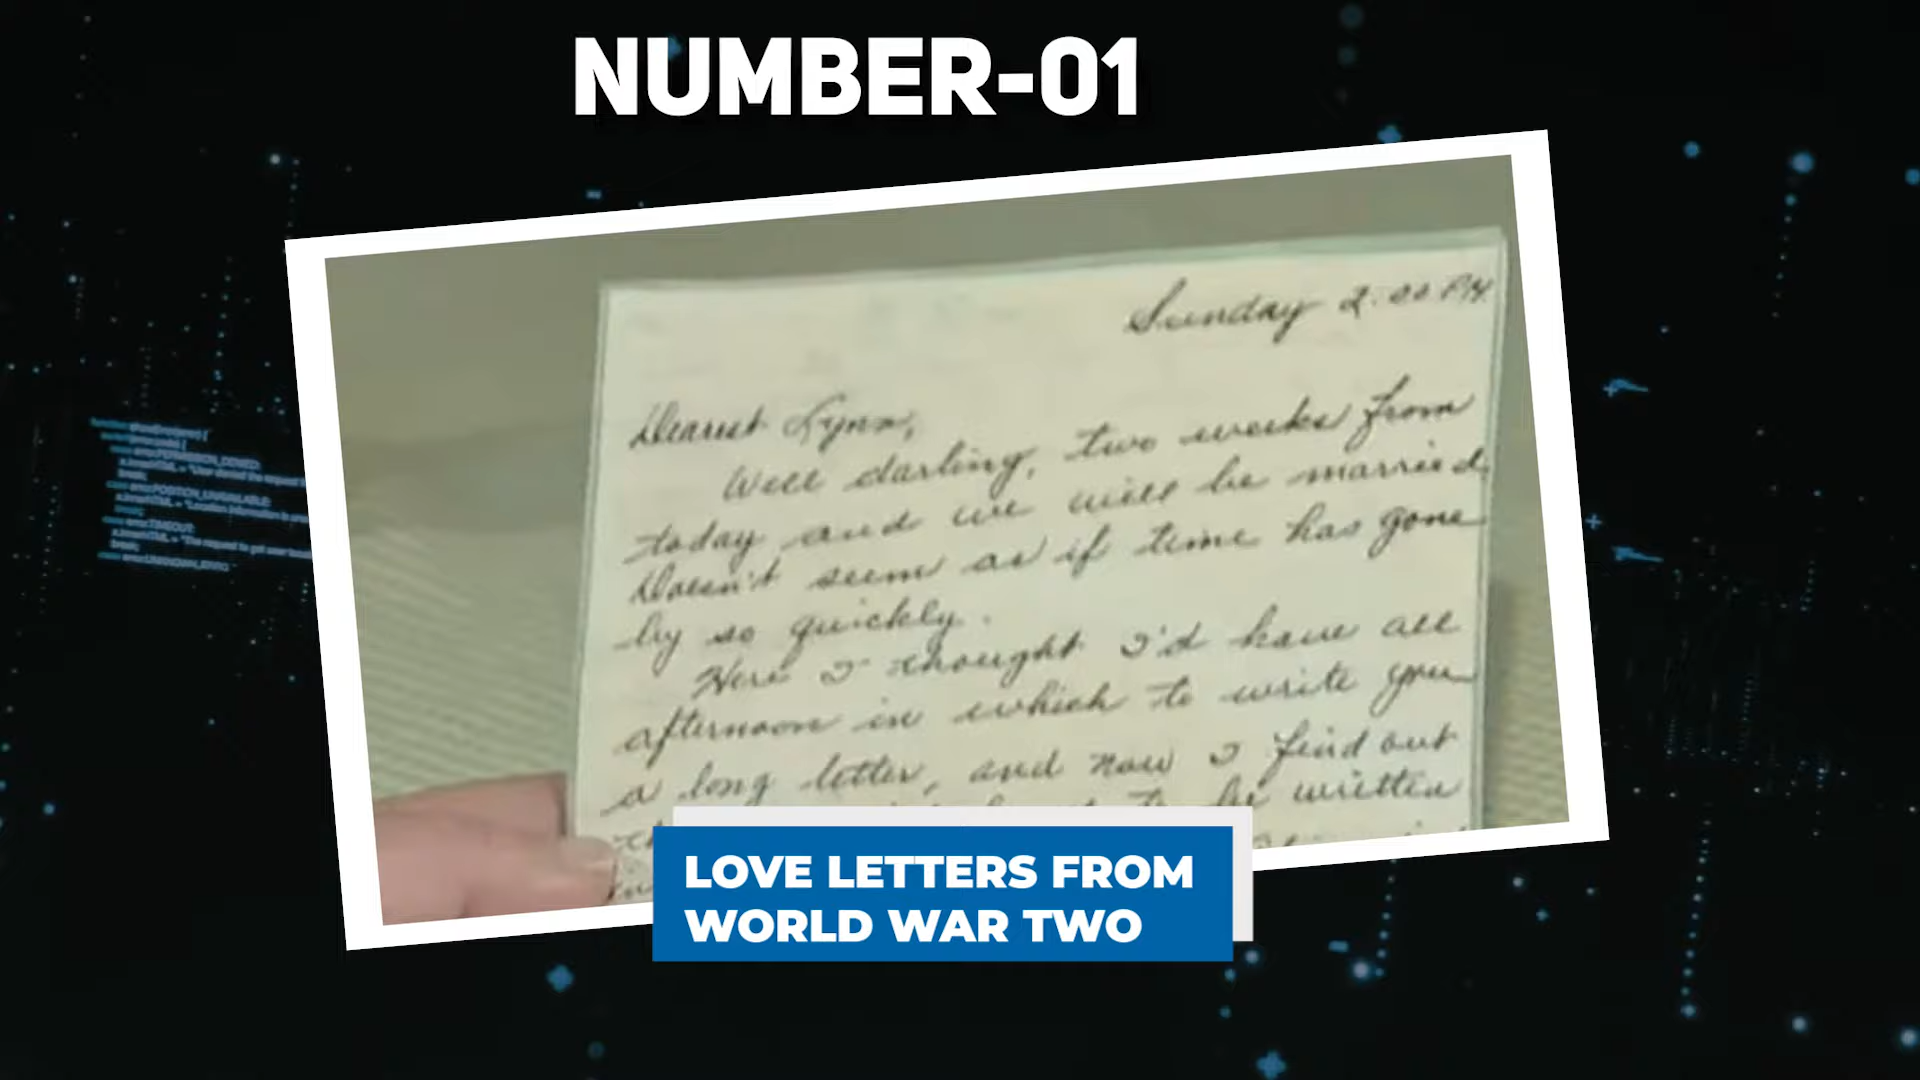 NUMBER-01
Sunday 2:00 PM.
Dearest Lynn,
Well darling, two weeks from
today and we will be married.
Doesn't seem as if time has gone
by so quickly.
Here I thought I'd have all
afternoon in which to write you
a long letter, and now I find out
to be written
LOVE LETTERS FROM
WORLD WAR TWO